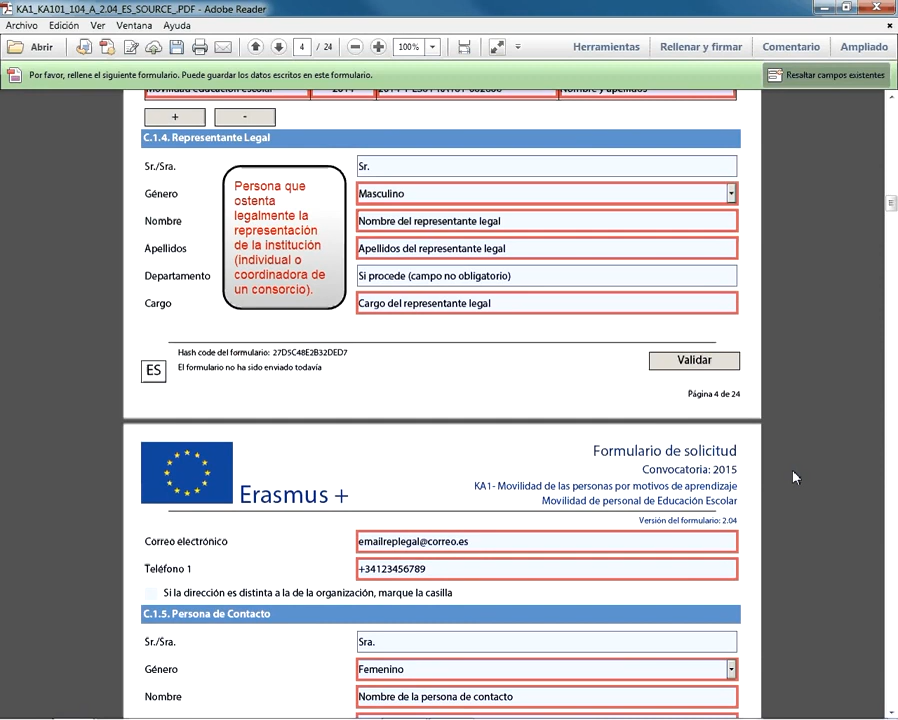 KA1_KA101_104_A_2.04_ES_SOURCE_.PDF - Adobe Reader
Archivo Edición Ver Ventana Ayuda
Abrir 4 / 24 100% Herramientas Rellenar y firmar Comentario Ampliado
Por favor, rellene el siguiente formulario. Puede guardar los datos escritos en este formulario. Resaltar campos existentes
Movilidad educación escolar 2014 Nombre y apellidos
+ -
C.1.4. Representante Legal
Sr./Sra. Sr.
Género Masculino
Nombre Nombre del representante legal
Apellidos Apellidos del representante legal
Departamento Si procede (campo no obligatorio)
Cargo Cargo del representante legal
Persona que
ostenta
legalmente la
representación
de la institución
(individual o
coordinadora de
un consorcio).
Hash code del formulario: 27D5C48E2B32DED7
El formulario no ha sido enviado todavía
ES
Validar
Página 4 de 24
Erasmus +
Formulario de solicitud
Convocatoria: 2015
KA1- Movilidad de las personas por motivos de aprendizaje
Movilidad de personal de Educación Escolar
Versión del formulario: 2.04
Correo electrónico emailreplegal@correo.es
Teléfono 1 +34123456789
Si la dirección es distinta a la de la organización, marque la casilla
C.1.5. Persona de Contacto
Sr./Sra. Sra.
Género Femenino
Nombre Nombre de la persona de contacto